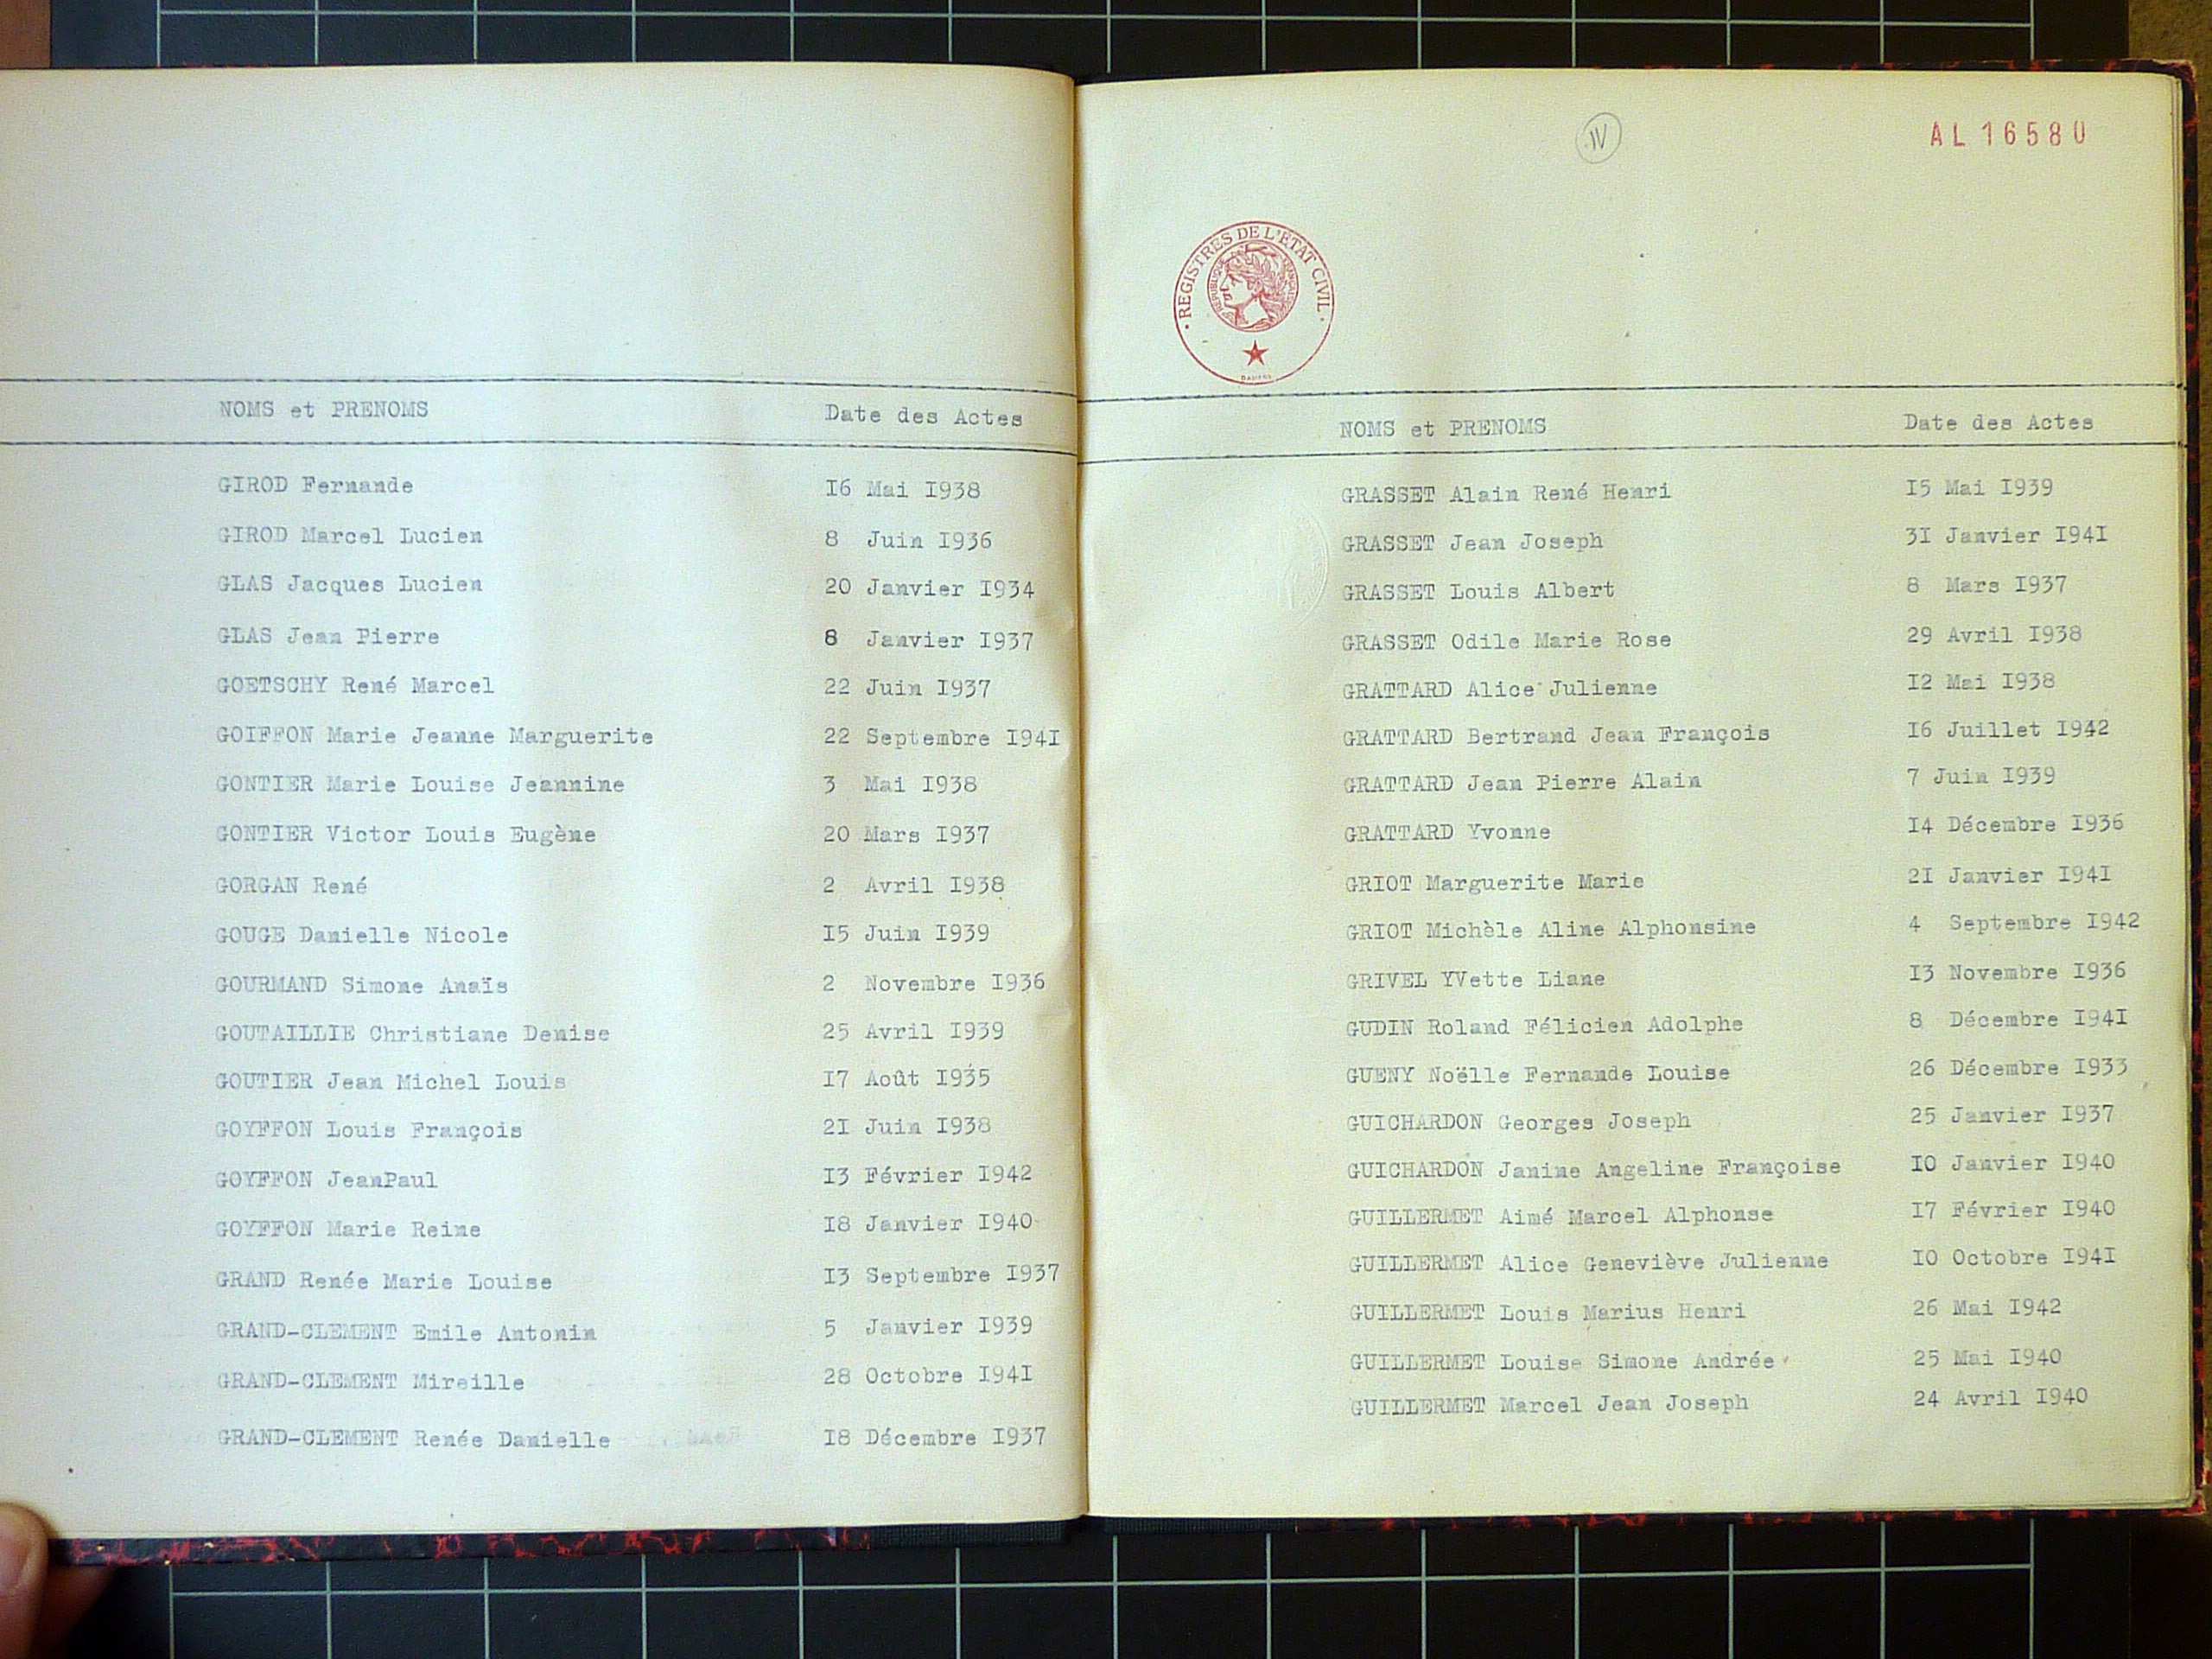 NOMS et PRENOMS Date des Actes
GIROD Fernande 16 Mai 1938
GIROD Marcel Lucien 8 Juin 1936
GLAS Jacques Lucien 20 Janvier 1934
GLAS Jean Pierre 8 Janvier 1937
GOETSCHY René Marcel 22 Juin 1937
GOIFFON Marie Jeanne Marguerite 22 Septembre 1941
GONTIER Marie Louise Jeannine 3 Mai 1938
GONTIER Victor Louis Eugène 20 Mars 1937
GORGAN René 2 Avril 1938
GOUGE Danielle Nicole 15 Juin 1939
GOURMAND Simone Anaïs 2 Novembre 1936
GOUTAILLIE Christiane Denise 25 Avril 1939
GOUTIER Jean Michel Louis 17 Août 1935
GOYFFON Louis François 21 Juin 1938
GOYFFON JeanPaul 13 Février 1942
GOYFFON Marie Reine 18 Janvier 1940
GRAND Renée Marie Louise 13 Septembre 1937
GRAND-CLEMENT Emile Antonin 5 Janvier 1939
GRAND-CLEMENT Mireille 28 Octobre 1941
GRAND-CLEMENT Renée Danielle 18 Décembre 1937
IV
AL 16580
REGISTRES DE L'ETAT CIVIL
REPUBLIQUE FRANÇAISE
NOMS et PRENOMS Date des Actes
GRASSET Alain René Henri 15 Mai 1939
GRASSET Jean Joseph 31 Janvier 1941
GRASSET Louis Albert 8 Mars 1937
GRASSET Odile Marie Rose 29 Avril 1938
GRATTARD Alice Julienne 12 Mai 1938
GRATTARD Bertrand Jean François 16 Juillet 1942
GRATTARD Jean Pierre Alain 7 Juin 1939
GRATTARD Yvonne 14 Décembre 1936
GRIOT Marguerite Marie 21 Janvier 1941
GRIOT Michèle Aline Alphonsine 4 Septembre 1942
GRIVEL YVette Liane 13 Novembre 1936
GUDIN Roland Félicien Adolphe 8 Décembre 1941
GUENY Noëlle Fernande Louise 26 Décembre 1933
GUICHARDON Georges Joseph 25 Janvier 1937
GUICHARDON Janine Angeline Françoise 10 Janvier 1940
GUILLERMET Aimé Marcel Alphonse 17 Février 1940
GUILLERMET Alice Geneviève Julienne 10 Octobre 1941
GUILLERMET Louis Marius Henri 26 Mai 1942
GUILLERMET Louise Simone Andrée 25 Mai 1940
GUILLERMET Marcel Jean Joseph 24 Avril 1940